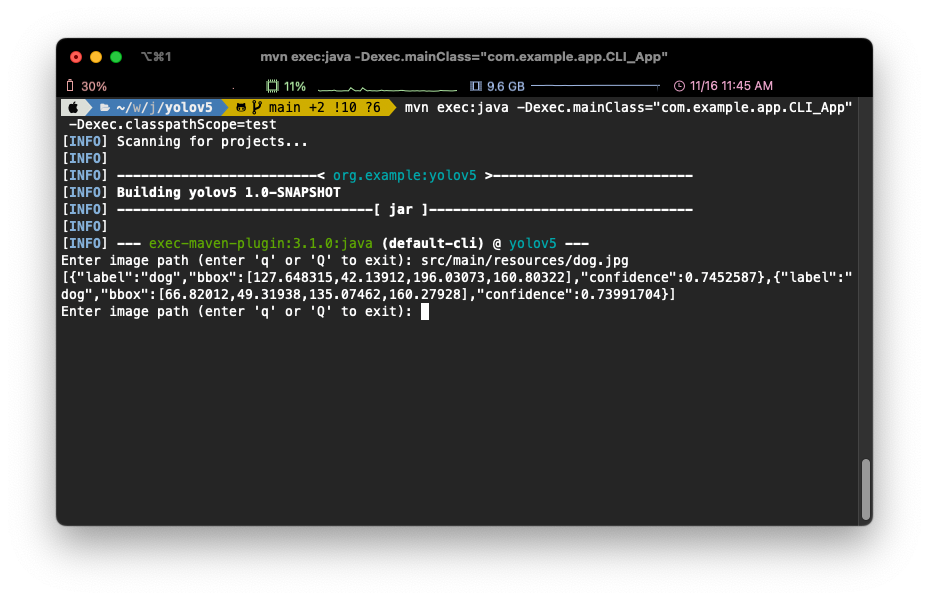 ⌥⌘1 mvn exec:java -Dexec.mainClass="com.example.app.CLI_App"
30% 11% 9.6 GB 11/16 11:45 AM
~/w/j/yolov5 main +2 !10 ?6 mvn exec:java -Dexec.mainClass="com.example.app.CLI_App"
-Dexec.classpathScope=test
[INFO] Scanning for projects...
[INFO]
[INFO] -------------------------< org.example:yolov5 >-------------------------
[INFO] Building yolov5 1.0-SNAPSHOT
[INFO] --------------------------------[ jar ]---------------------------------
[INFO]
[INFO] --- exec-maven-plugin:3.1.0:java (default-cli) @ yolov5 ---
Enter image path (enter 'q' or 'Q' to exit): src/main/resources/dog.jpg
[{"label":"dog","bbox":[127.648315,42.13912,196.03073,160.80322],"confidence":0.7452587},{"label":"
dog","bbox":[66.82012,49.31938,135.07462,160.27928],"confidence":0.73991704}]
Enter image path (enter 'q' or 'Q' to exit):